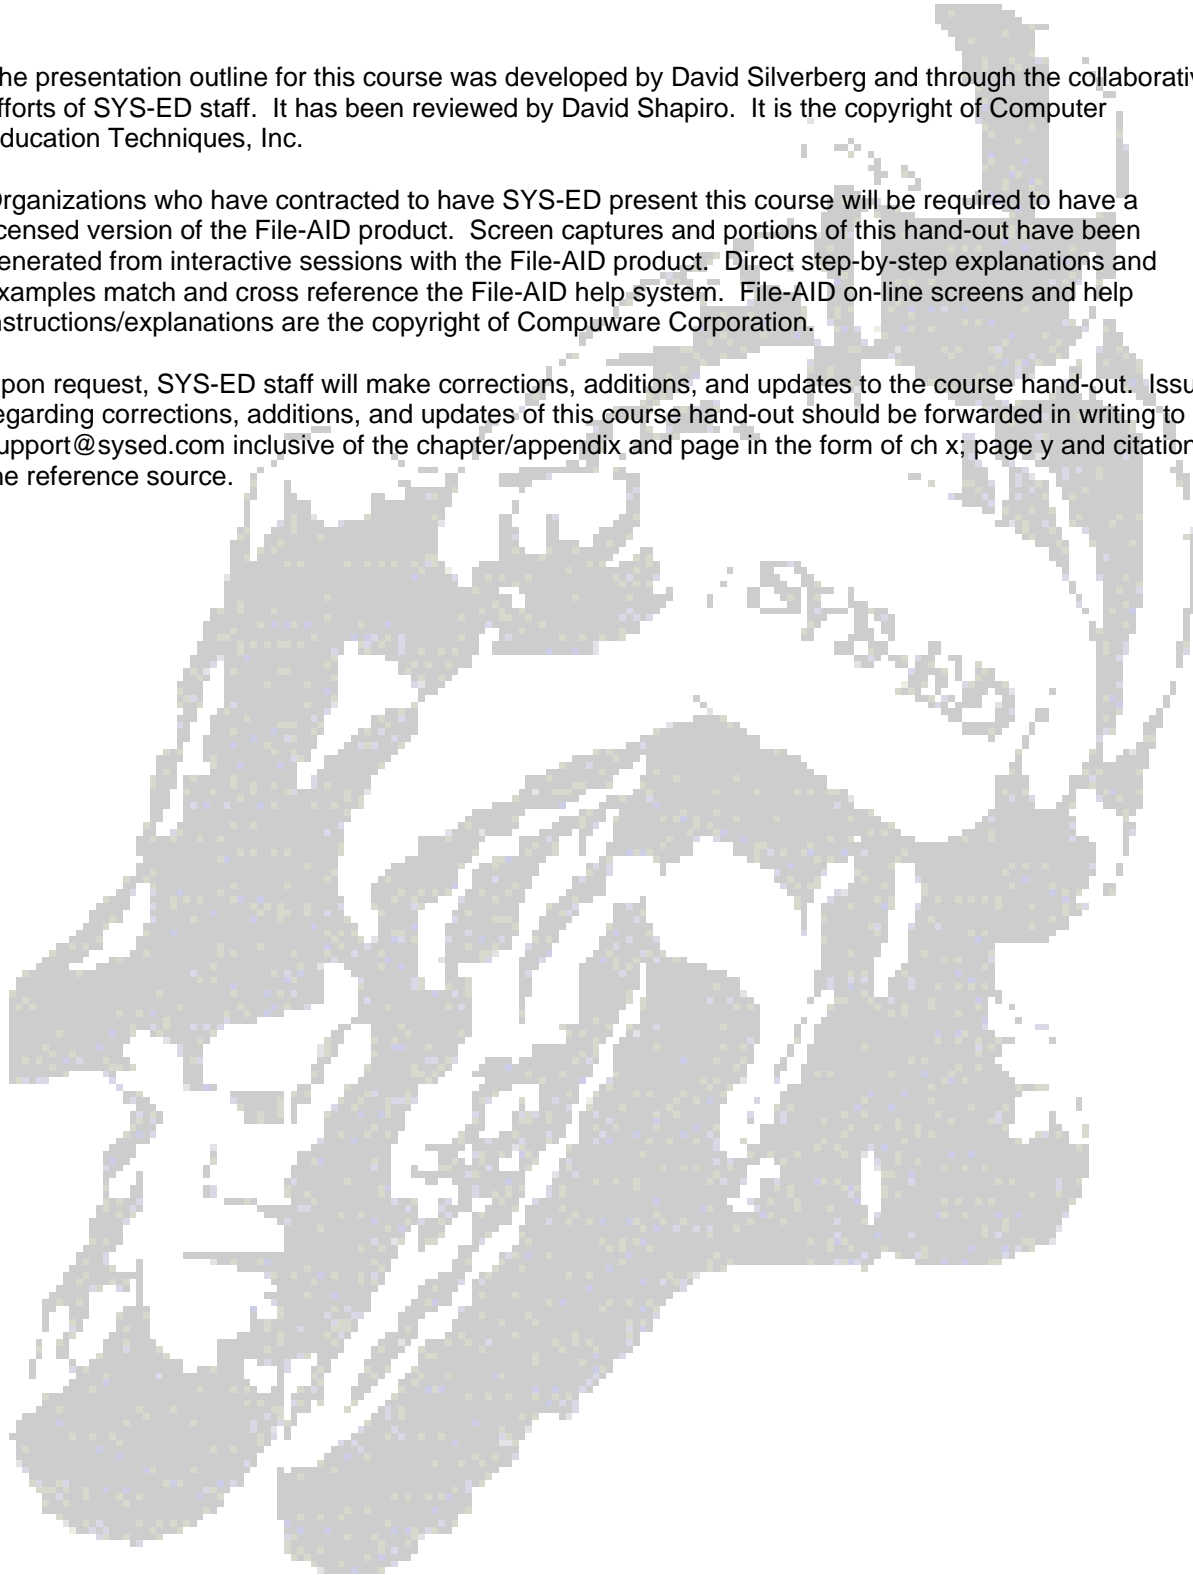 he presentation outline for this course was developed by David Silverberg and through the collaborativ
fforts of SYS-ED staff.  It has been reviewed by David Shapiro.  It is the copyright of Computer
ducation Techniques, Inc.
rganizations who have contracted to have SYS-ED present this course will be required to have a
censed version of the File-AID product.  Screen captures and portions of this hand-out have been
enerated from interactive sessions with the File-AID product.  Direct step-by-step explanations and
xamples match and cross reference the File-AID help system.  File-AID on-line screens and help
nstructions/explanations are the copyright of Compuware Corporation.
pon request, SYS-ED staff will make corrections, additions, and updates to the course hand-out.  Issu
egarding corrections, additions, and updates of this course hand-out should be forwarded in writing to
upport@sysed.com inclusive of the chapter/appendix and page in the form of ch x; page y and citation
he reference source.
SYS-ED